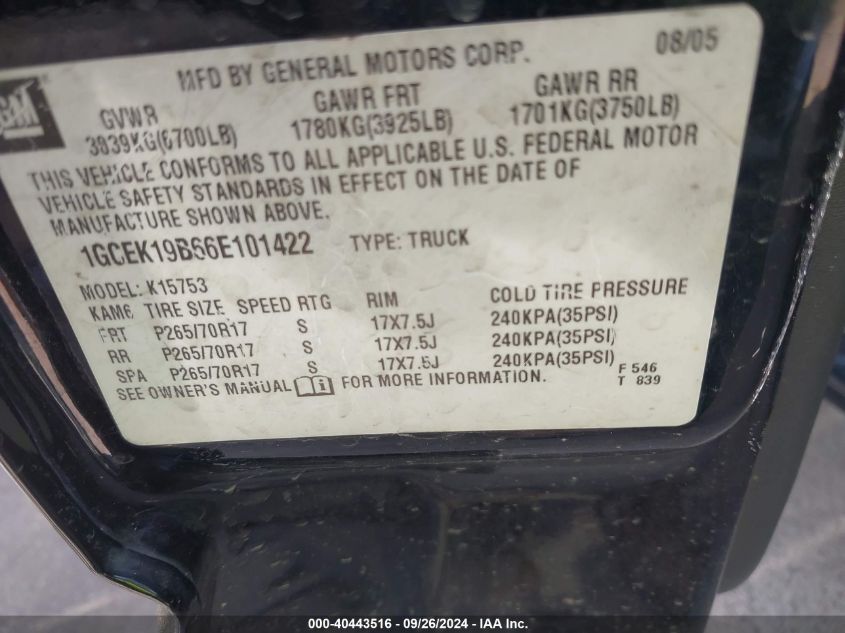 GM
MFD BY GENERAL MOTORS CORP. 08/05
GVWR GAWR FRT GAWR RR
3039KG(6700LB) 1780KG(3925LB) 1701KG(3750LB)
THIS VEHICLE CONFORMS TO ALL APPLICABLE U.S. FEDERAL MOTOR
VEHICLE SAFETY STANDARDS IN EFFECT ON THE DATE OF
MANUFACTURE SHOWN ABOVE.
1GCEK19B66E101422 TYPE: TRUCK
MODEL: K15753
KAM6 TIRE SIZE SPEED RTG RIM COLD TIRE PRESSURE
FRT P265/70R17 S 17X7.5J 240KPA(35PSI)
RR P265/70R17 S 17X7.5J 240KPA(35PSI)
SPA P265/70R17 S 17X7.5J 240KPA(35PSI)
SEE OWNER'S MANUAL FOR MORE INFORMATION.
F 546
T 839
000-40443516 / 09/26/2024 - IAA Inc.